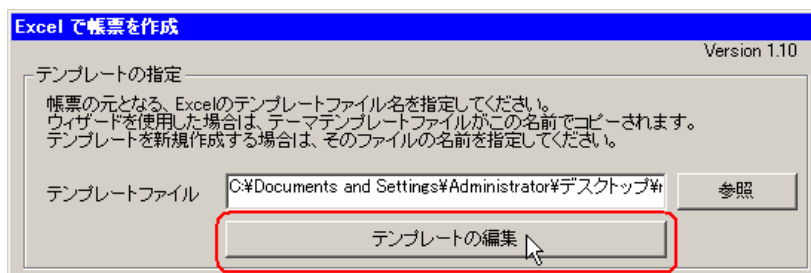 Excel で帳票を作成
Version 1.10
テンプレートの指定
帳票の元となる、Excelのテンプレートファイル名を指定してください。
ウィザードを使用した場合は、テーマテンプレートファイルがこの名前でコピーされます。
テンプレートを新規作成する場合は、そのファイルの名前を指定してください。
テンプレートファイル C:¥Documents and Settings¥Administrator¥デスクトップ¥ 参照
テンプレートの編集